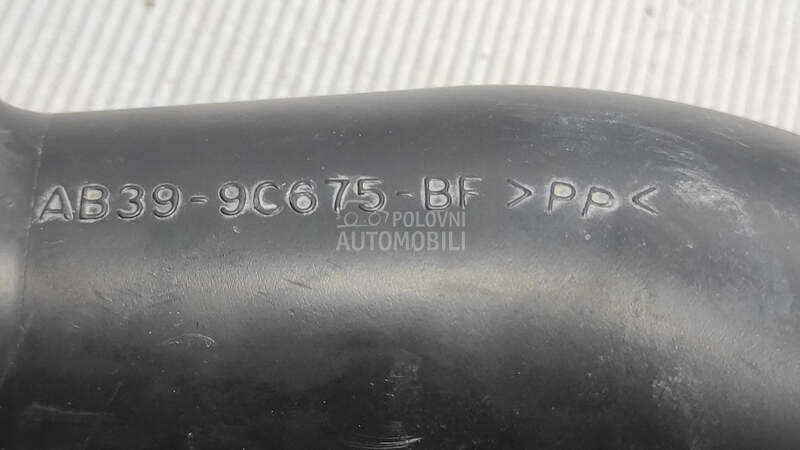 AB39-9C675-BF >PP<
POLOVNI
AUTOMOBILI